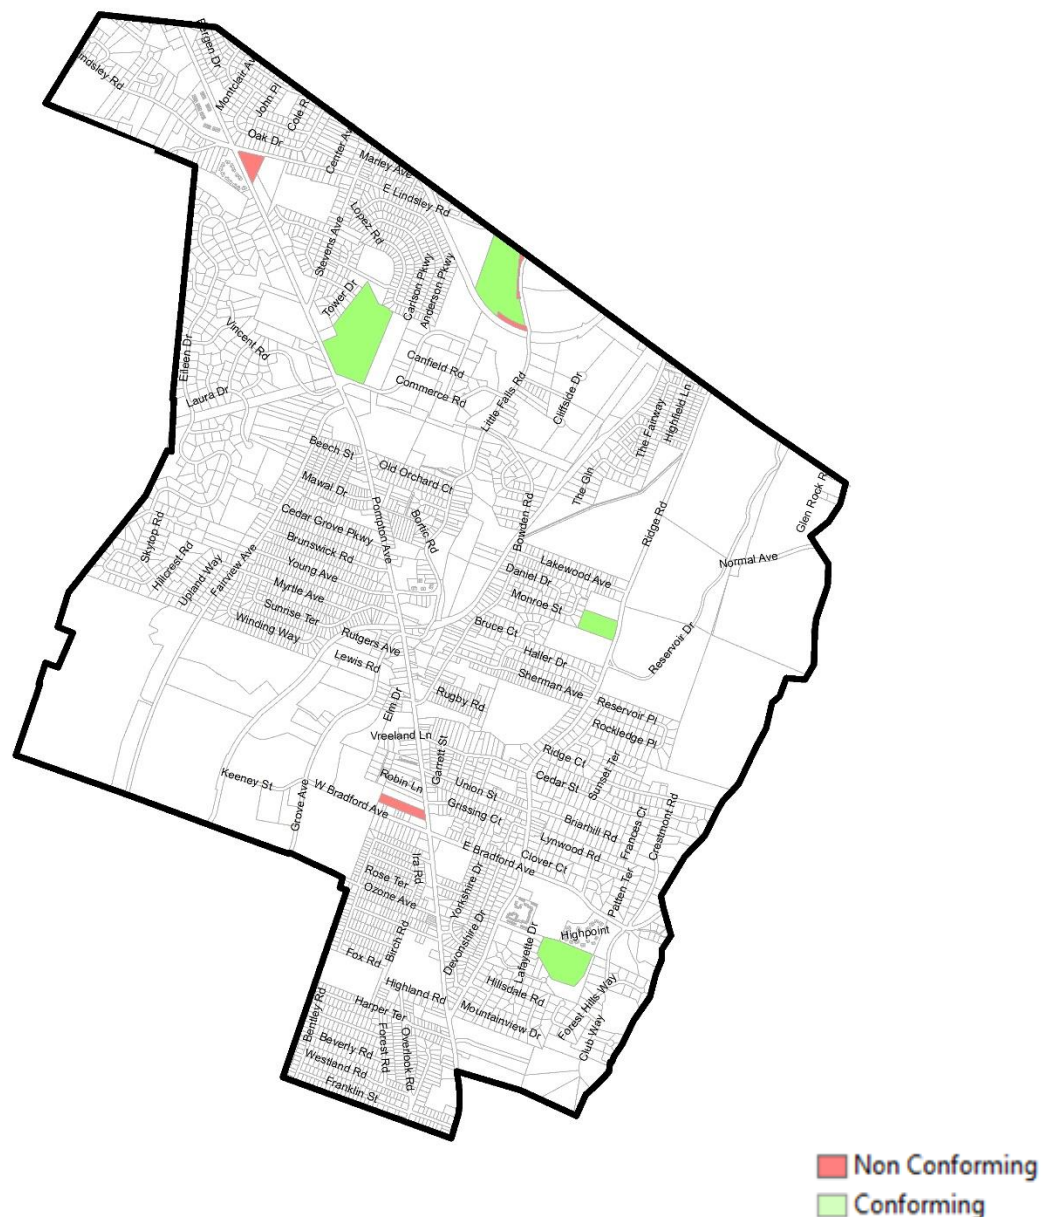 Bergen Dr
Lindsley Rd
Montclair Av
John Pl
Cole R
Oak Dr
Center Av
Marley Ave
E Lindsley Rd
Lopez Rd
Stevens Ave
Tower Dr
Carlson Pkwy
Anderson Pkwy
Vincent Rd
Eileen Dr
Laura Dr
Canfield Rd
Commerce Rd
Little Falls Rd
Cliffside Dr
The Fairway
Highfield Ln
Beech St
Old Orchard Ct
Mawal Dr
Pompton Ave
Bortic Rd
The Gln
Bowden Rd
Ridge Rd
Glen Rock R
Normal Ave
Cedar Grove Pkwy
Brunswick Rd
Young Ave
Myrtle Ave
Sunrise Ter
Winding Way
Skytop Rd
Hillcrest Rd
Upland Way
Fairview Ave
Lakewood Ave
Daniel Dr
Monroe St
Bruce Ct
Haller Dr
Sherman Ave
Reservoir Dr
Rutgers Ave
Lewis Rd
Elm Dr
Rugby Rd
Reservoir Pl
Rockledge Pl
Vreeland Ln
Garrett St
Ridge Ct
Cedar St
Sunset Ter
Keeney St
Robin Ln
Union St
Grissing Ct
W Bradford Ave
Grove Ave
Briarhill Rd
Frances Ct
Crestmont Rd
Lynwood Rd
Clover Ct
E Bradford Ave
Ira Rd
Rose Ter
Ozone Ave
Yorkshire Dr
Patten Ter
Birch Rd
Devonshire Dr
Lafayette Dr
Highpoint
Fox Rd
Highland Rd
Hillsdale Rd
Forest Hills Way
Mountainview Dr
Club Way
Bentley Rd
Harper Ter
Beverly Rd
Forest Rd
Overlook Rd
Westland Rd
Franklin St
Non Conforming
Conforming